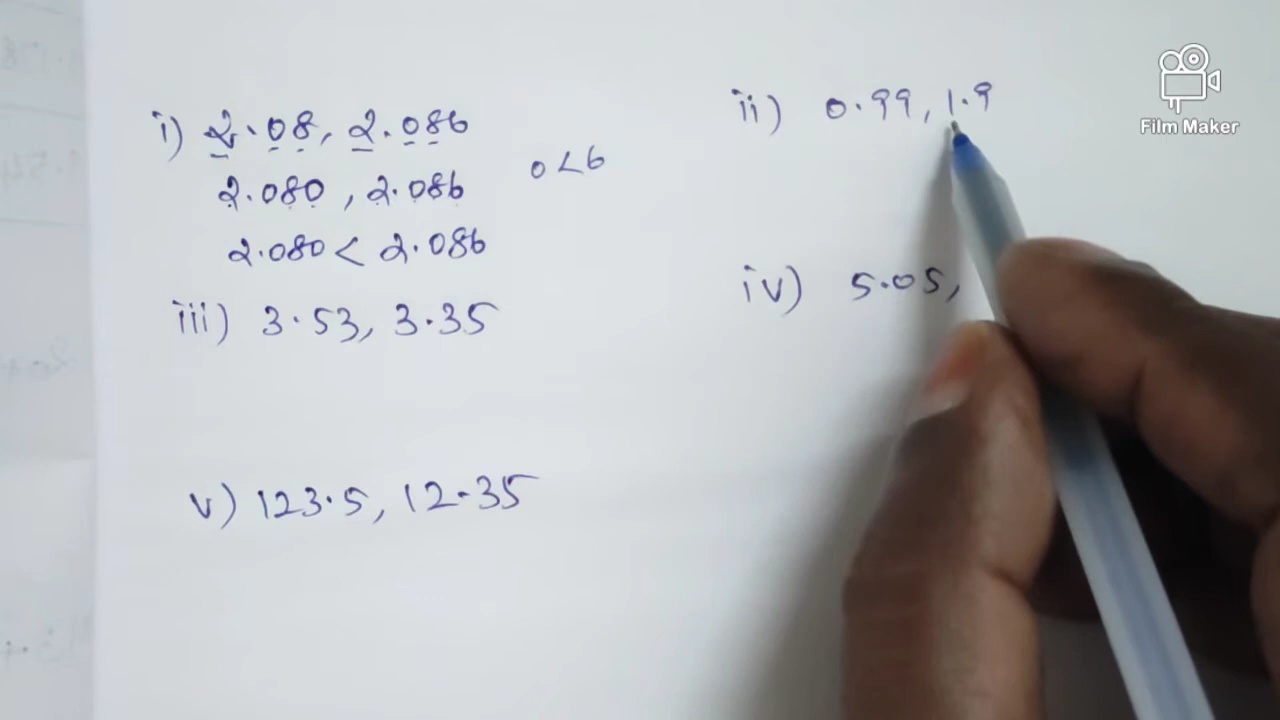 i) 2.08, 2.086
2.080, 2.086
0<6
2.080 < 2.086
ii) 0.99, 1.9
iii) 3.53, 3.35
iv) 5.05,
v) 123.5, 12.35
Film Maker